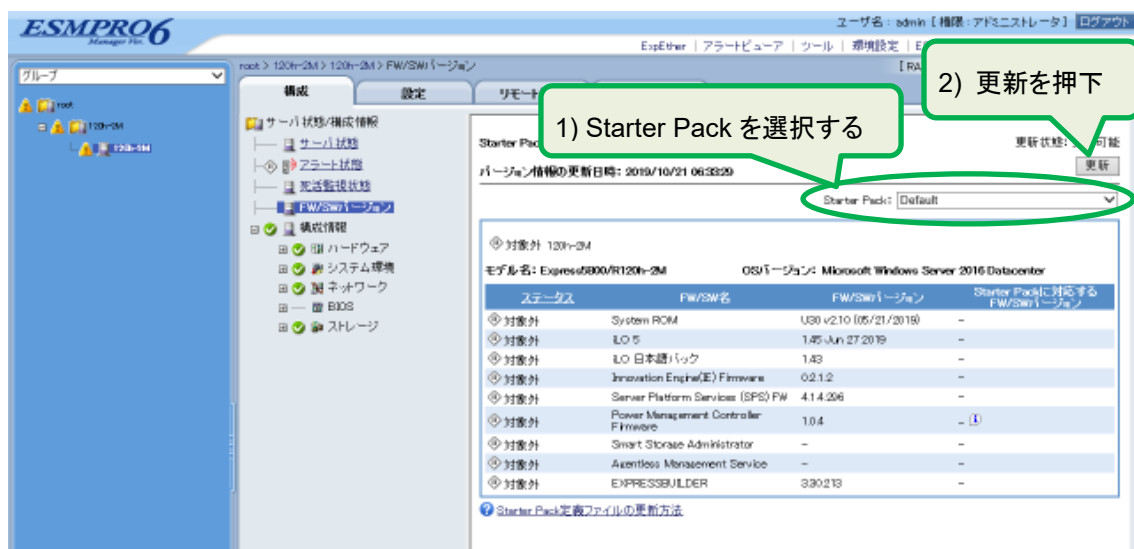 ESMPRO6
Manager Ver.
ユーザ名: admin [ 権限: アドミニストレータ ] ログアウト
ExpEther | アラートビューア | ツール | 環境設定 |
グループ
root
120h-2M
120h-2M
root > 120h-2M > 120h-2M > FW/SWバージョン
[ RA
構成
設定
リモート
サーバ状態/構成情報
サーバ状態
アラート状態
死活監視状態
FW/SWバージョン
構成情報
ハードウェア
システム環境
ネットワーク
BIOS
ストレージ
1) Starter Pack を選択する
2) 更新を押下
Starter Pac
更新状態:
可能
バージョン情報の更新日時: 2019/10/21 06:33:29
更新
Starter Pack: Default
対象外 120h-2M
モデル名: Express5800/R120h-2M OSバージョン: Microsoft Windows Server 2016 Datacenter
ステータス FW/SW名 FW/SWバージョン Starter Packに対応する
FW/SWバージョン
対象外 System ROM U30 v2.10 (05/21/2019) -
対象外 iLO 5 1.45 Jun 27 2019 -
対象外 iLO 日本語パック 1.43 -
対象外 Innovation Engine(IE) Firmware 0.2.1.2 -
対象外 Server Platform Services (SPS) FW 4.1.4.296 -
対象外 Power Management Controller
Firmware 1.0.4 -
対象外 Smart Storage Administrator - -
対象外 Agentless Management Service - -
対象外 EXPRESSBUILDER 3.30.213 -
Starter Pack定義ファイルの更新方法